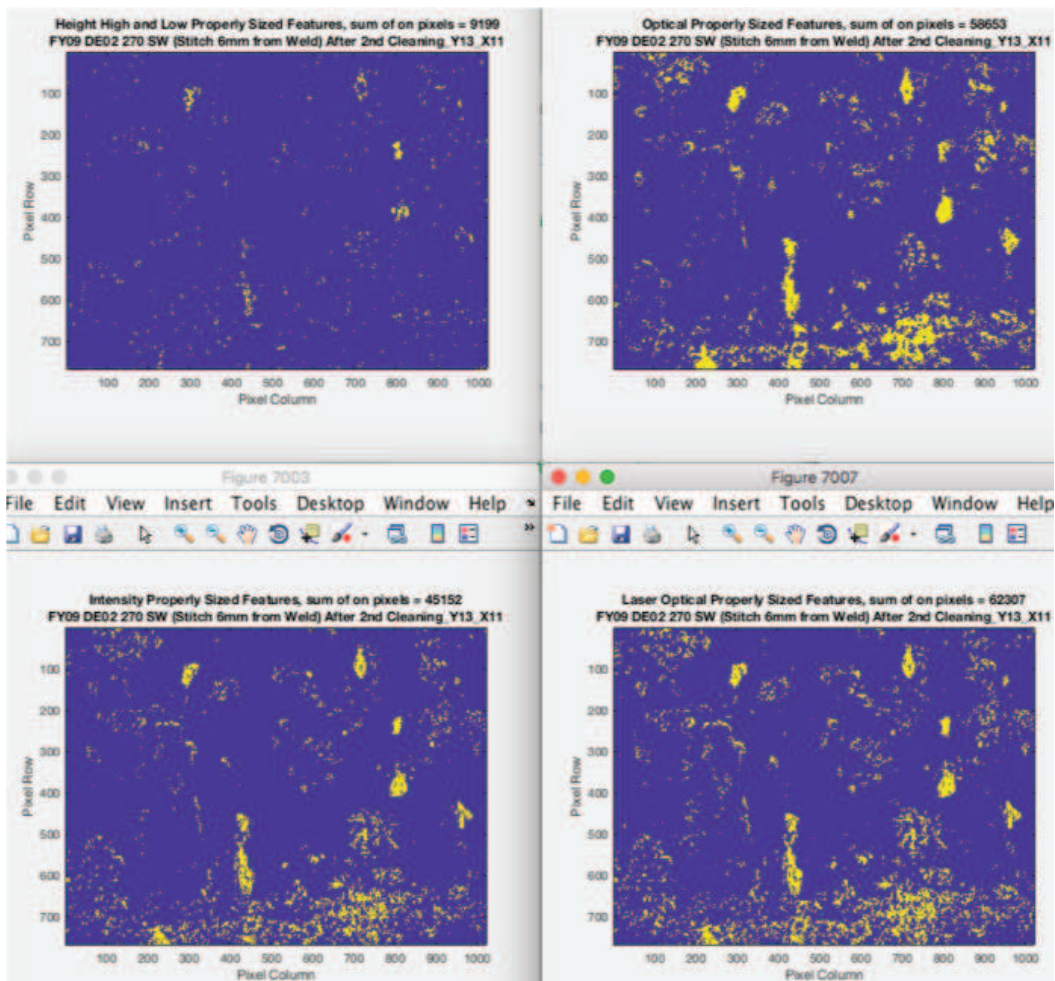 Height High and Low Properly Sized Features, sum of on pixels = 9199
FY09 DE02 270 SW (Stitch 6mm from Weld) After 2nd Cleaning_Y13_X11
100
200
300
400
500
600
700
Pixel Row
100 200 300 400 500 600 700 800 900 1000
Pixel Column
Optical Properly Sized Features, sum of on pixels = 58653
FY09 DE02 270 SW (Stitch 6mm from Weld) After 2nd Cleaning_Y13_X11
100
200
300
400
500
600
700
Pixel Row
100 200 300 400 500 600 700 800 900 1000
Pixel Column
Figure 7003
File Edit View Insert Tools Desktop Window Help
Intensity Properly Sized Features, sum of on pixels = 45152
FY09 DE02 270 SW (Stitch 6mm from Weld) After 2nd Cleaning_Y13_X11
100
200
300
400
500
600
700
Pixel Row
100 200 300 400 500 600 700 800 900 1000
Pixel Column
Figure 7007
File Edit View Insert Tools Desktop Window Help
Laser Optical Properly Sized Features, sum of on pixels = 62307
FY09 DE02 270 SW (Stitch 6mm from Weld) After 2nd Cleaning_Y13_X11
100
200
300
400
500
600
700
Pixel Row
100 200 300 400 500 600 700 800 900 1000
Pixel Column